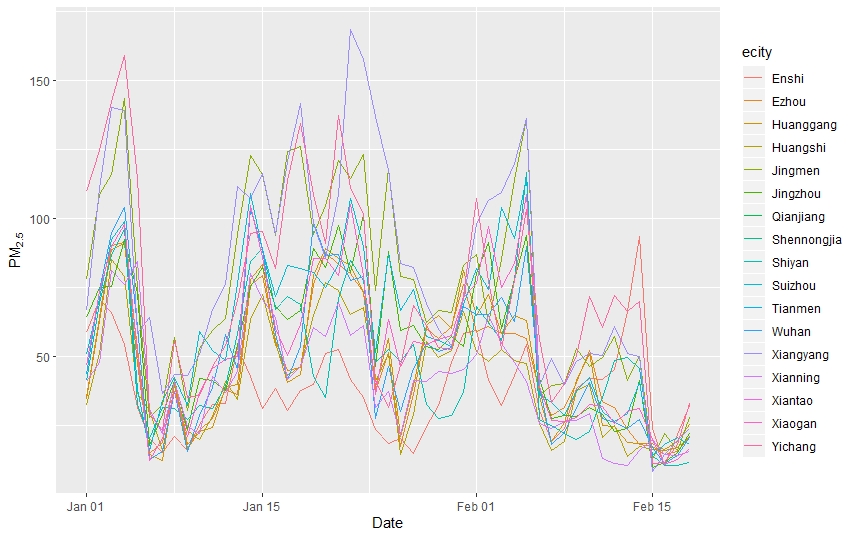 ecity
Enshi
Ezhou
Huanggang
Huangshi
Jingmen
Jingzhou
Qianjiang
Shennongjia
Shiyan
Suizhou
Tianmen
Wuhan
Xiangyang
Xianning
Xiantao
Xiaogan
Yichang
PM2.5
150
100
50
Jan 01
Jan 15
Feb 01
Feb 15
Date